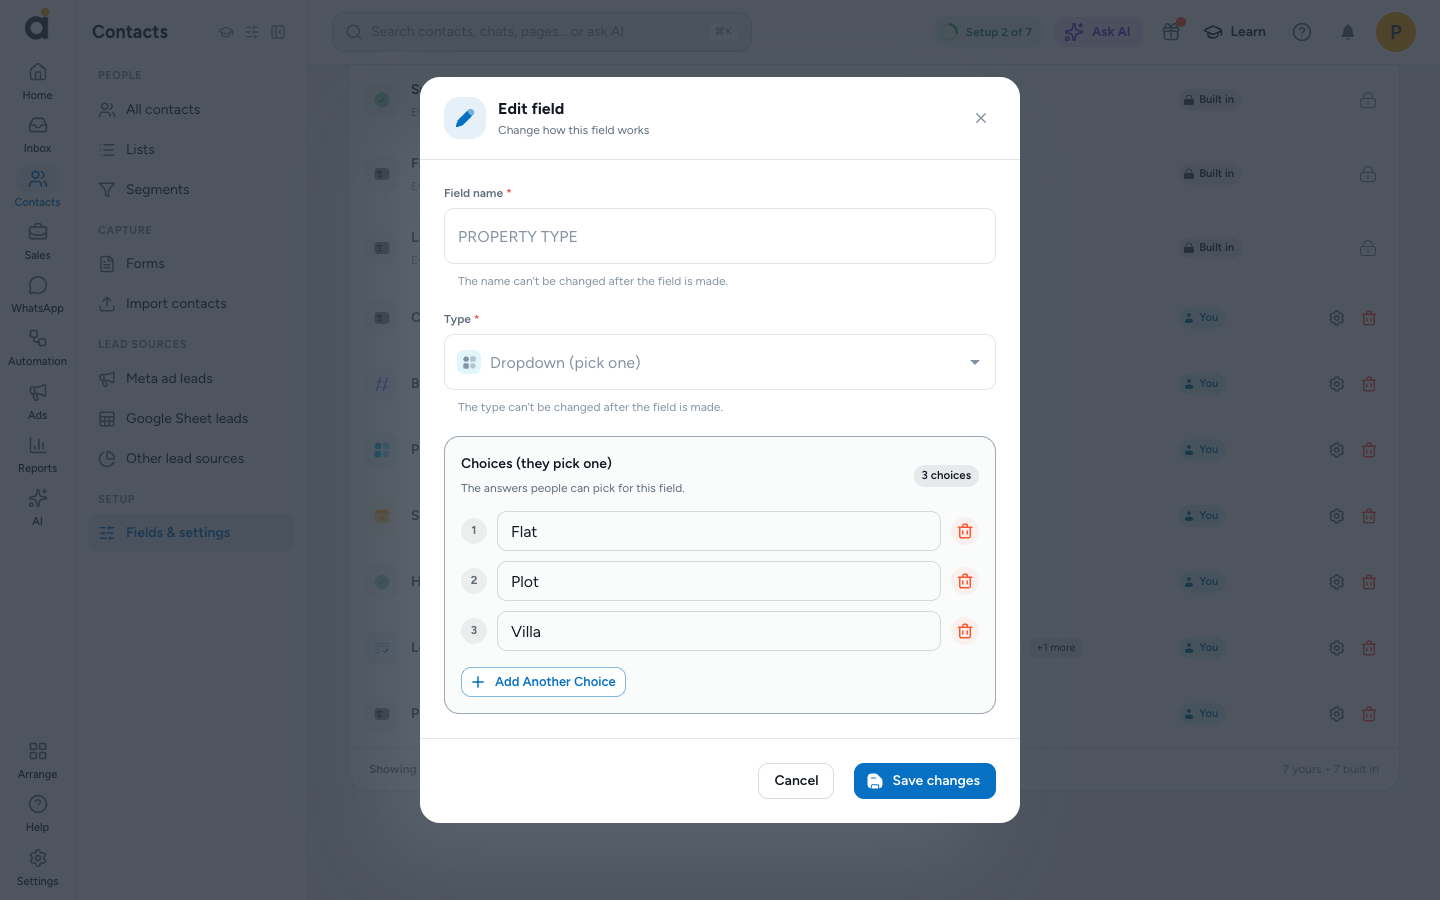 Contacts
Search contacts, chats, pages... or ask AI
⌘K
Setup 2 of 7
Ask AI
Learn
P
Home
Inbox
Contacts
Sales
WhatsApp
Automation
Ads
Reports
AI
Arrange
Help
Settings
PEOPLE
All contacts
Lists
Segments
CAPTURE
Forms
Import contacts
LEAD SOURCES
Meta ad leads
Google Sheet leads
Other lead sources
SETUP
Fields & settings
Edit field
Change how this field works
Field name *
PROPERTY TYPE
The name can't be changed after the field is made.
Type *
Dropdown (pick one)
The type can't be changed after the field is made.
Choices (they pick one)
The answers people can pick for this field.
3 choices
1
Flat
2
Plot
3
Villa
Add Another Choice
Cancel
Save changes
Built in
Built in
Built in
You
You
You
You
You
+1 more
You
You
Showing
7 yours • 7 built in